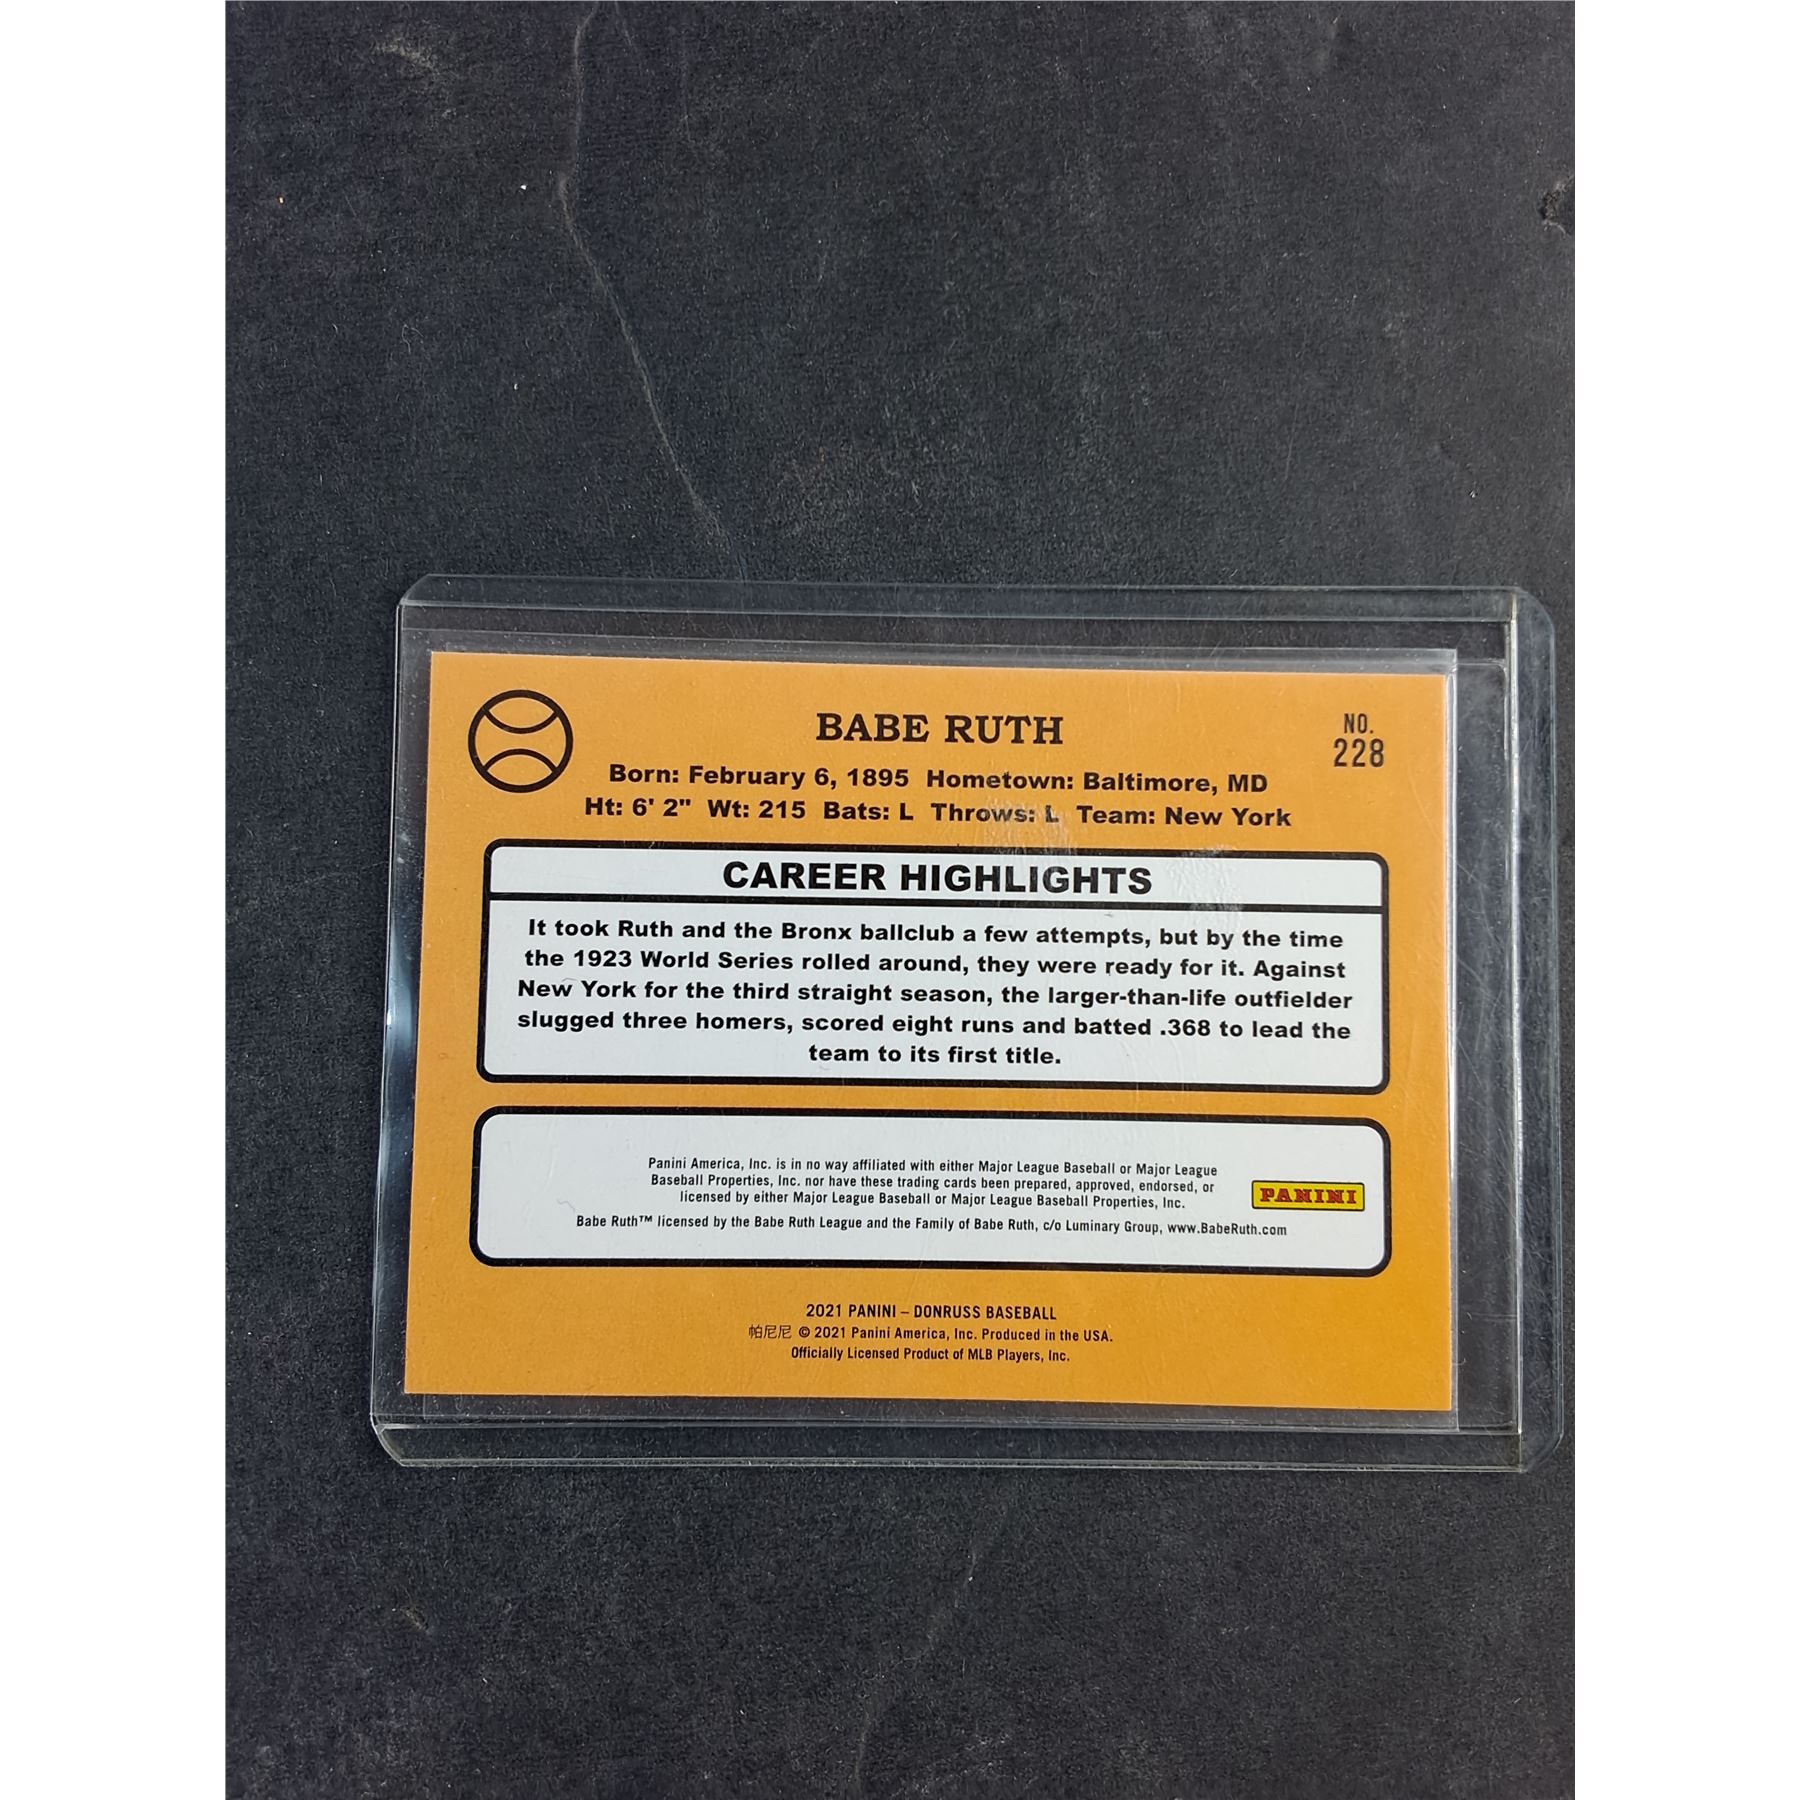 BABE RUTH
NO.
228
Born: February 6, 1895 Hometown: Baltimore, MD
Ht: 6' 2" Wt: 215 Bats: L Throws: L Team: New York
CAREER HIGHLIGHTS
It took Ruth and the Bronx ballclub a few attempts, but by the time
the 1923 World Series rolled around, they were ready for it. Against
New York for the third straight season, the larger-than-life outfielder
slugged three homers, scored eight runs and batted .368 to lead the
team to its first title.
Panini America, Inc. is in no way affiliated with either Major League Baseball or Major League
Baseball Properties, Inc. nor have these trading cards been prepared, approved, endorsed, or
licensed by either Major League Baseball or Major League Baseball Properties, Inc.
Babe Ruth™ licensed by the Babe Ruth League and the Family of Babe Ruth, c/o Luminary Group, www.BabeRuth.com
PANINI
2021 PANINI – DONRUSS BASEBALL
帕尼尼 © 2021 Panini America, Inc. Produced in the USA.
Officially Licensed Product of MLB Players, Inc.